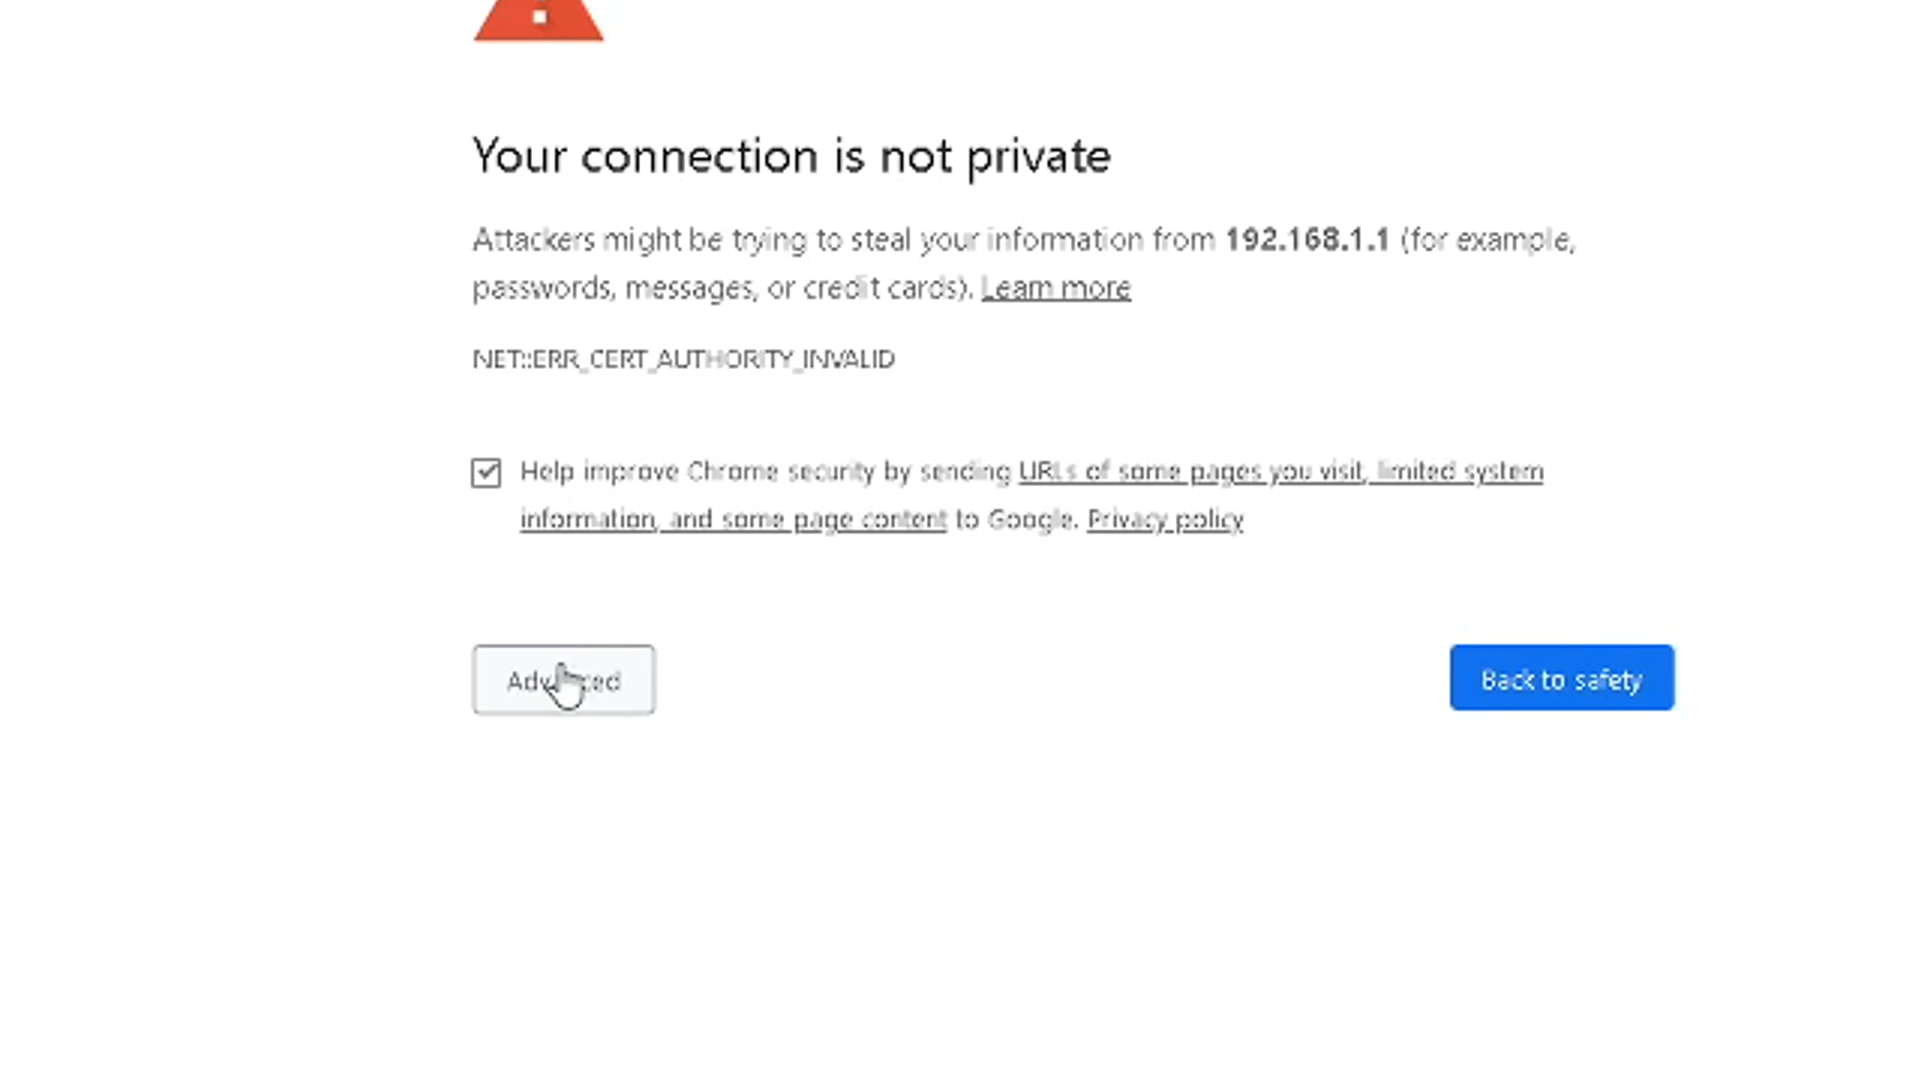 Your connection is not private
Attackers might be trying to steal your information from 192.168.1.1 (for example,
passwords, messages, or credit cards). Learn more
NET::ERR_CERT_AUTHORITY_INVALID
Help improve Chrome security by sending URLs of some pages you visit, limited system
information, and some page content to Google. Privacy policy
Advanced
Back to safety